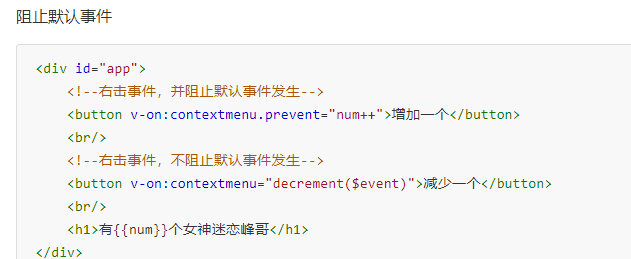 阻止默认事件
<div id="app">
<!--右击事件，并阻止默认事件发生-->
<button v-on:contextmenu.prevent="num++">增加一个</button>
<br/>
<!--右击事件，不阻止默认事件发生-->
<button v-on:contextmenu="decrement($event)">减少一个</button>
<br/>
<h1>有{{num}}个女神迷恋峰哥</h1>
</div>